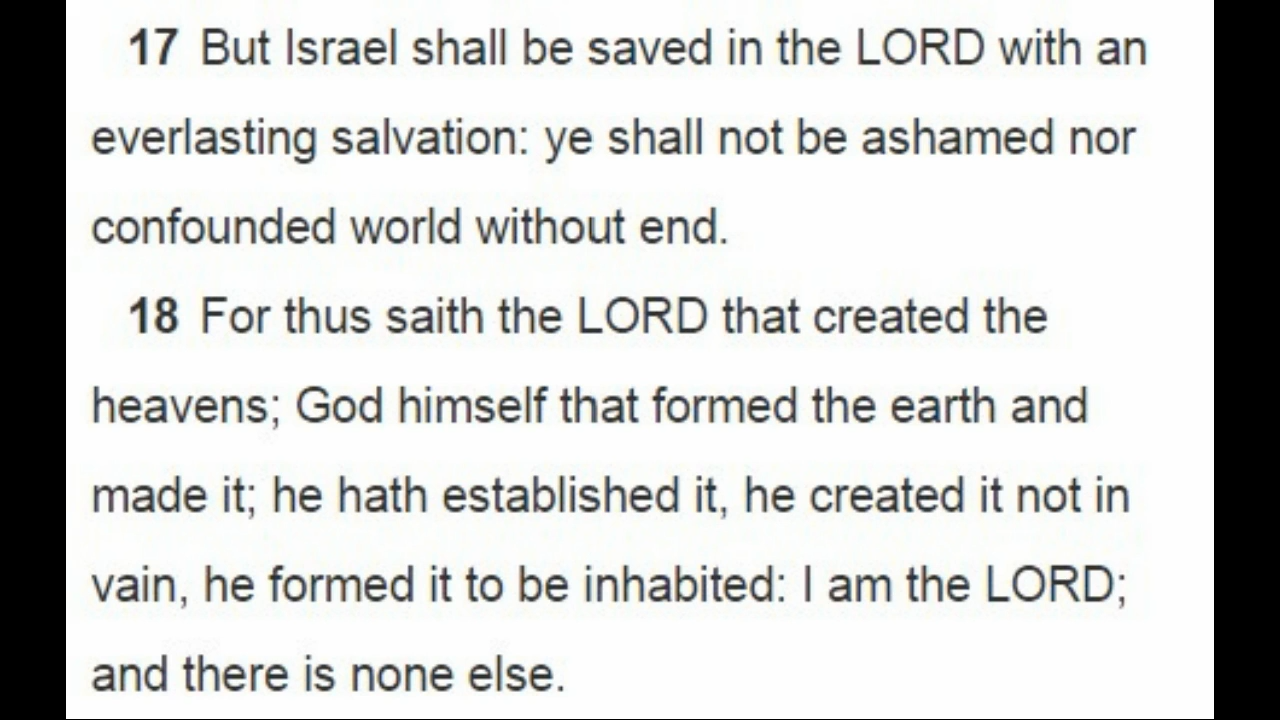 17 But Israel shall be saved in the LORD with an
everlasting salvation: ye shall not be ashamed nor
confounded world without end.
18 For thus saith the LORD that created the
heavens; God himself that formed the earth and
made it; he hath established it, he created it not in
vain, he formed it to be inhabited: I am the LORD;
and there is none else.